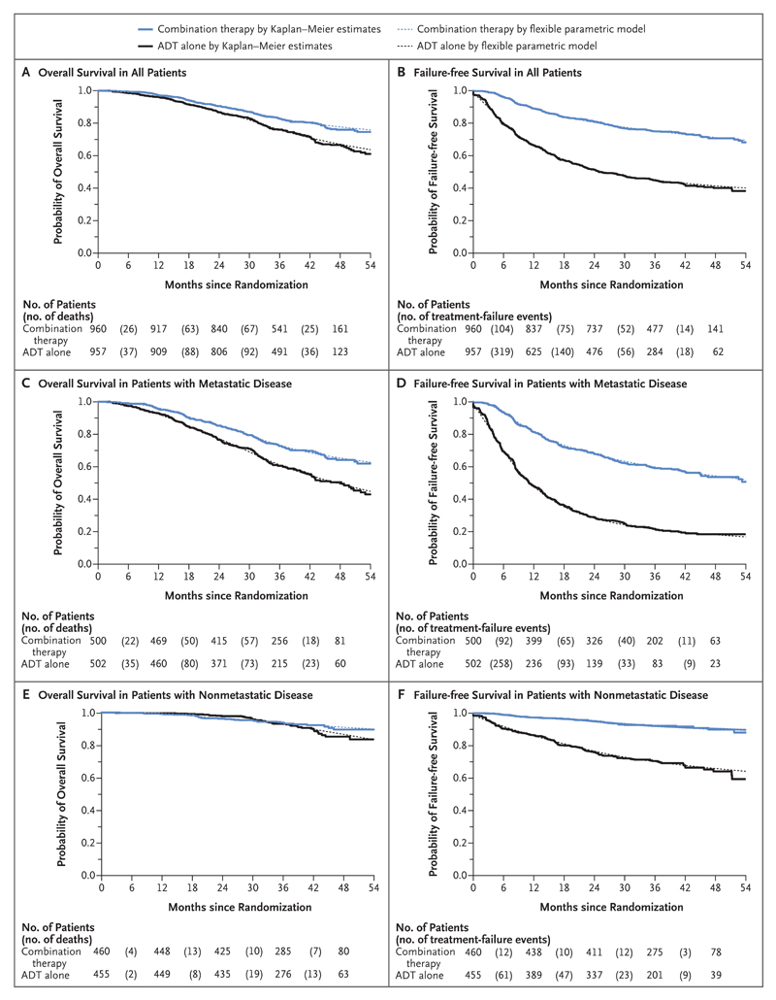 Combination therapy by Kaplan–Meier estimates Combination therapy by flexible parametric model
ADT alone by Kaplan–Meier estimates ADT alone by flexible parametric model
A Overall Survival in All Patients
Probability of Overall Survival
1.0
0.8
0.6
0.4
0.2
0.0
0 6 12 18 24 30 36 42 48 54
Months since Randomization
No. of Patients
(no. of deaths)
Combination therapy 960 (26) 917 (63) 840 (67) 541 (25) 161
ADT alone 957 (37) 909 (88) 806 (92) 491 (36) 123
B Failure-free Survival in All Patients
Probability of Failure-free Survival
1.0
0.8
0.6
0.4
0.2
0.0
0 6 12 18 24 30 36 42 48 54
Months since Randomization
No. of Patients
(no. of treatment-failure events)
Combination therapy 960 (104) 837 (75) 737 (52) 477 (14) 141
ADT alone 957 (319) 625 (140) 476 (56) 284 (18) 62
C Overall Survival in Patients with Metastatic Disease
Probability of Overall Survival
1.0
0.8
0.6
0.4
0.2
0.0
0 6 12 18 24 30 36 42 48 54
Months since Randomization
No. of Patients
(no. of deaths)
Combination therapy 500 (22) 469 (50) 415 (57) 256 (18) 81
ADT alone 502 (35) 460 (80) 371 (73) 215 (23) 60
D Failure-free Survival in Patients with Metastatic Disease
Probability of Failure-free Survival
1.0
0.8
0.6
0.4
0.2
0.0
0 6 12 18 24 30 36 42 48 54
Months since Randomization
No. of Patients
(no. of treatment-failure events)
Combination therapy 500 (92) 399 (65) 326 (40) 202 (11) 63
ADT alone 502 (258) 236 (93) 139 (33) 83 (9) 23
E Overall Survival in Patients with Nonmetastatic Disease
Probability of Overall Survival
1.0
0.8
0.6
0.4
0.2
0.0
0 6 12 18 24 30 36 42 48 54
Months since Randomization
No. of Patients
(no. of deaths)
Combination therapy 460 (4) 448 (13) 425 (10) 285 (7) 80
ADT alone 455 (2) 449 (8) 435 (19) 276 (13) 63
F Failure-free Survival in Patients with Nonmetastatic Disease
Probability of Failure-free Survival
1.0
0.8
0.6
0.4
0.2
0.0
0 6 12 18 24 30 36 42 48 54
Months since Randomization
No. of Patients
(no. of treatment-failure events)
Combination therapy 460 (12) 438 (10) 411 (12) 275 (3) 78
ADT alone 455 (61) 389 (47) 337 (23) 201 (9) 39